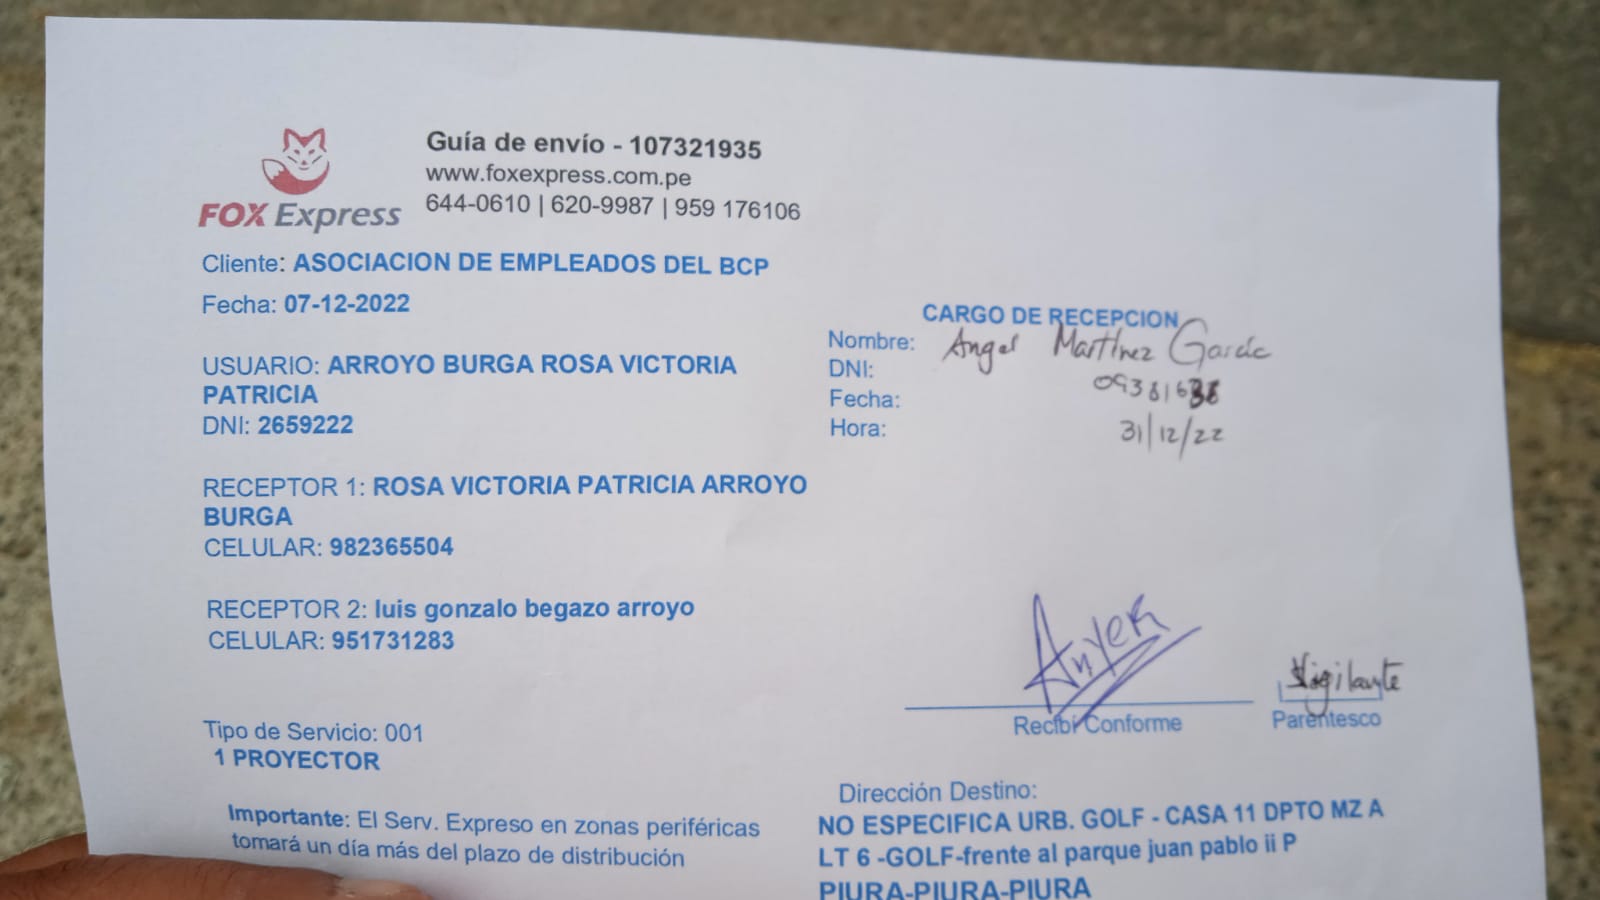 Guía de envío - 107321935
www.foxexpress.com.pe
644-0610 | 620-9987 | 959 176106
FOX Express
Cliente: ASOCIACION DE EMPLEADOS DEL BCP
Fecha: 07-12-2022
USUARIO: ARROYO BURGA ROSA VICTORIA
PATRICIA
DNI: 2659222
RECEPTOR 1: ROSA VICTORIA PATRICIA ARROYO
BURGA
CELULAR: 982365504
RECEPTOR 2: luis gonzalo begazo arroyo
CELULAR: 951731283
Tipo de Servicio: 001
1 PROYECTOR
Importante: El Serv. Expreso en zonas periféricas
tomará un día más del plazo de distribución
CARGO DE RECEPCION
Nombre: Angel Martínez García
DNI:
Fecha:
Hora: 31/12/22
Anyer
Vigilante
Recibí Conforme
Parentesco
Dirección Destino:
NO ESPECIFICA URB. GOLF - CASA 11 DPTO MZ A
LT 6 -GOLF-frente al parque juan pablo ii P
PIURA-PIURA-PIURA